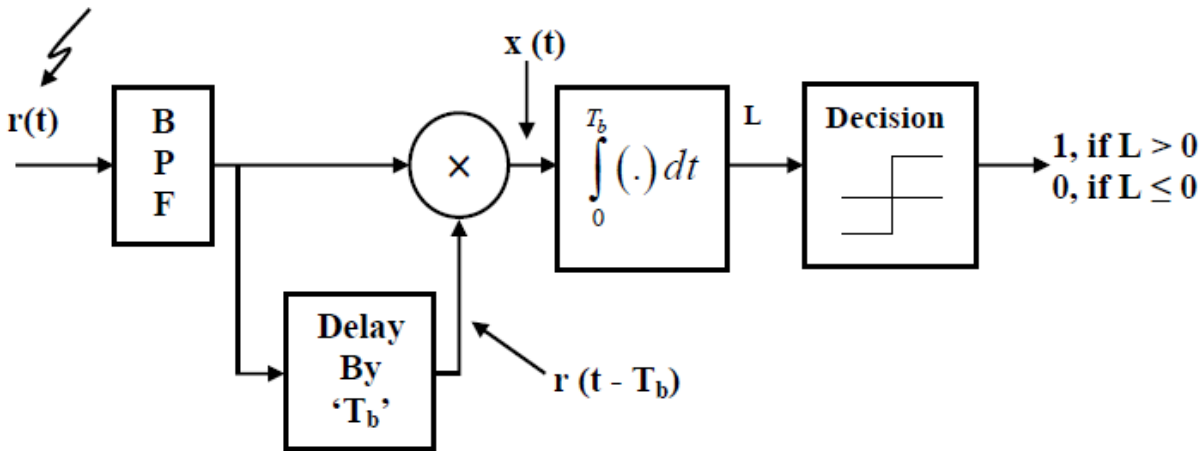 x (t)
r(t)
B
P
F
×
T_b
∫ (.) dt
0
L
Decision
1, if L > 0
0, if L ≤ 0
Delay
By
‘T_b’
r (t - T_b)